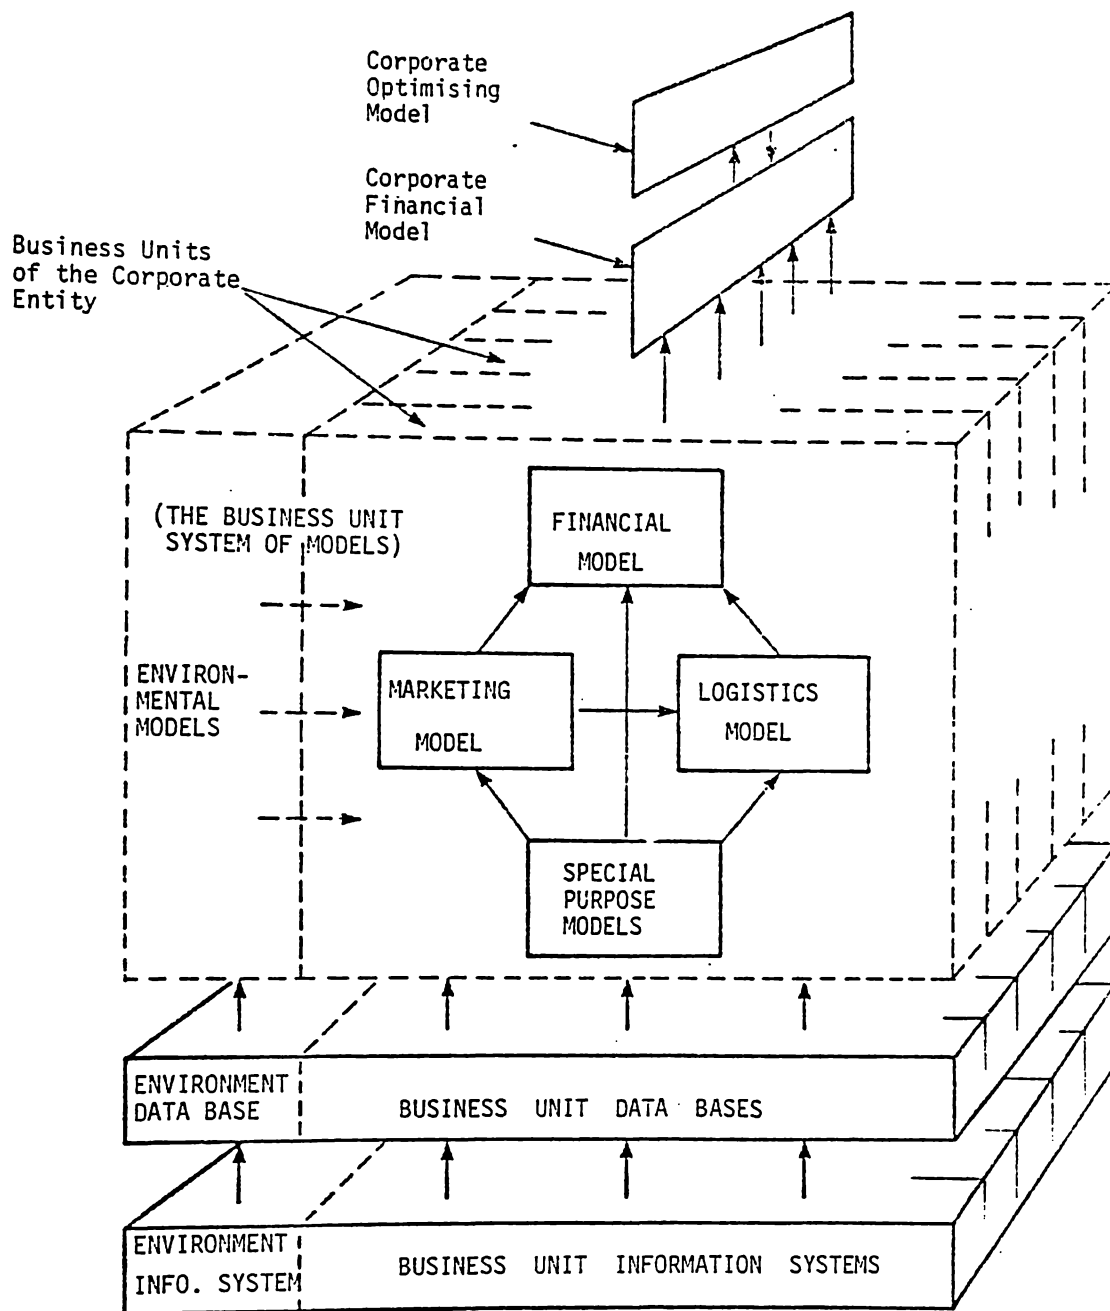 Corporate
Optimising
Model
Corporate
Financial
Model
Business Units
of the Corporate
Entity
(THE BUSINESS UNIT
SYSTEM OF MODELS)
FINANCIAL
MODEL
ENVIRON-
MENTAL
MODELS
MARKETING
MODEL
LOGISTICS
MODEL
SPECIAL
PURPOSE
MODELS
ENVIRONMENT
DATA BASE
BUSINESS UNIT DATA BASES
ENVIRONMENT
INFO. SYSTEM
BUSINESS UNIT INFORMATION SYSTEMS